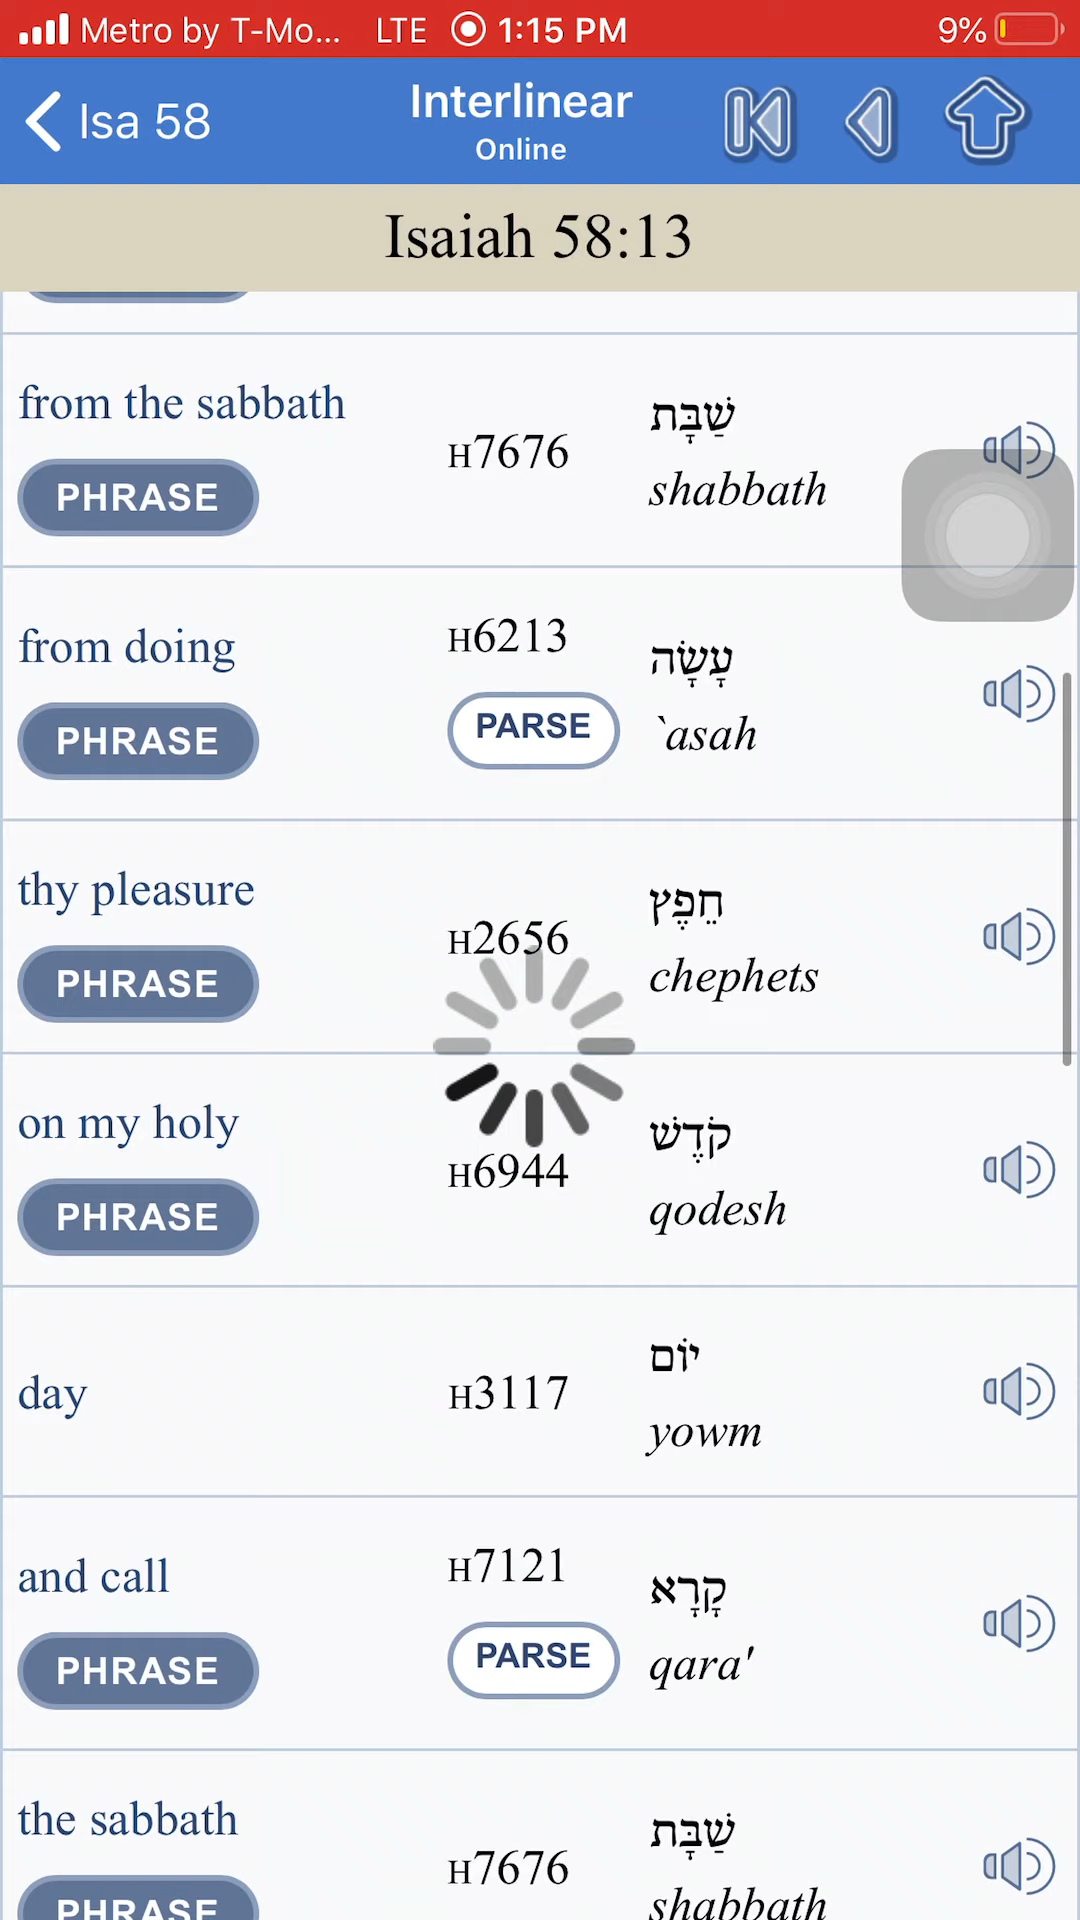 Metro by T-Mo... LTE 1:15 PM 9%
Isa 58
Interlinear
Online
Isaiah 58:13
from the sabbath
PHRASE
H7676
שַׁבָּת
shabbath
from doing
PHRASE
H6213
PARSE
עָשָׂה
`asah
thy pleasure
PHRASE
H2656
חֵפֶץ
chephets
on my holy
PHRASE
H6944
קֹדֶשׁ
qodesh
day
H3117
יוֹם
yowm
and call
PHRASE
H7121
PARSE
קָרָא
qara'
the sabbath
PHRASE
H7676
שַׁבָּת
shabbath